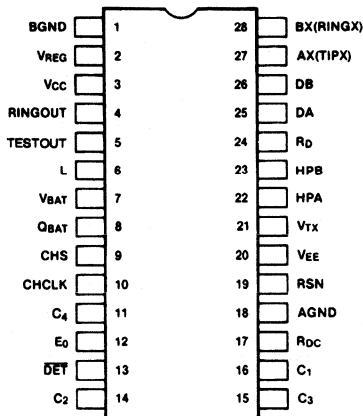 BGND 1 28 BX(RINGX)
VREG 2 27 AX(TIPX)
VCC 3 26 DB
RINGOUT 4 25 DA
TESTOUT 5 24 RD
L 6 23 HPB
VBAT 7 22 HPA
QBAT 8 21 VTX
CHS 9 20 VEE
CHCLK 10 19 RSN
C4 11 18 AGND
E0 12 17 RDC
DET 13 16 C1
C2 14 15 C3